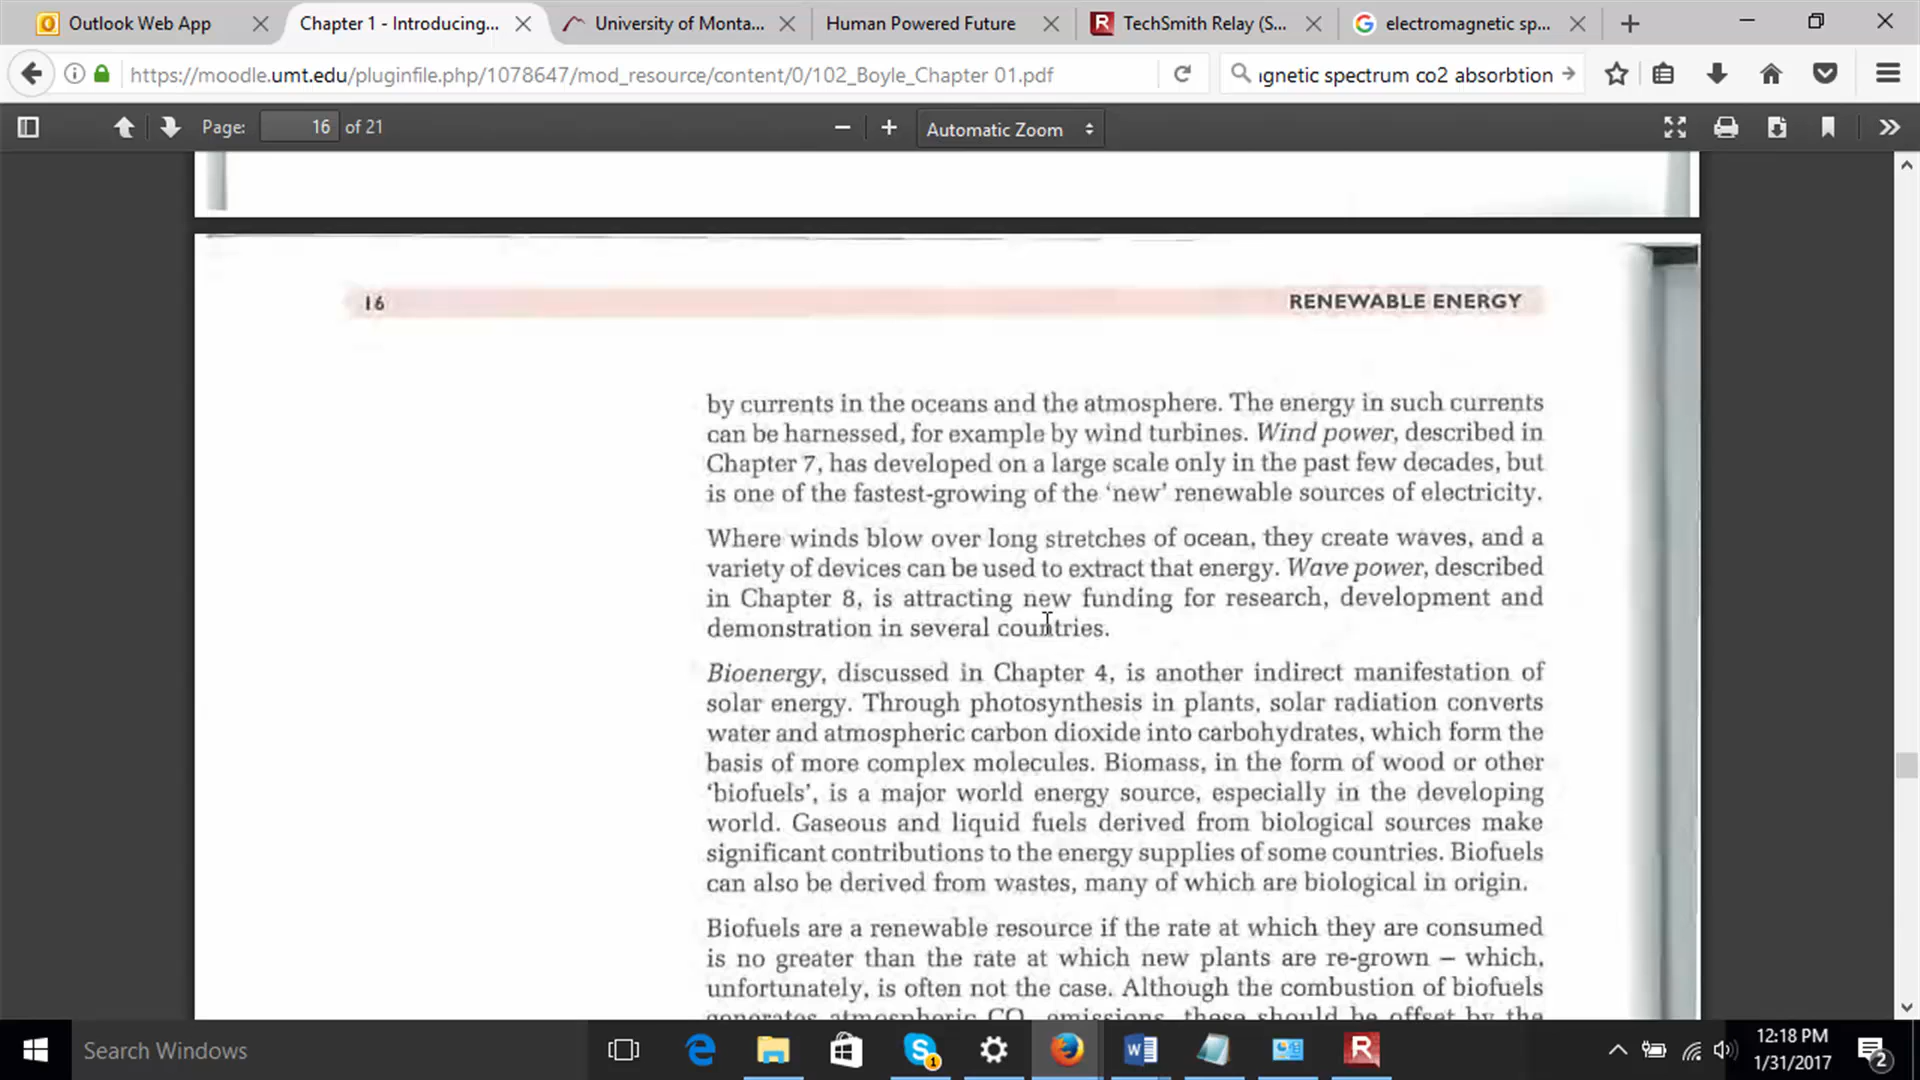 Outlook Web App
Chapter 1 - Introducing...
University of Monta...
Human Powered Future
TechSmith Relay (S...
electromagnetic sp...
https://moodle.umt.edu/pluginfile.php/1078647/mod_resource/content/0/102_Boyle_Chapter 01.pdf
gnetic spectrum co2 absorbtion
Page: 16 of 21
Automatic Zoom
16
RENEWABLE ENERGY
by currents in the oceans and the atmosphere. The energy in such currents
can be harnessed, for example by wind turbines. Wind power, described in
Chapter 7, has developed on a large scale only in the past few decades, but
is one of the fastest-growing of the ‘new’ renewable sources of electricity.
Where winds blow over long stretches of ocean, they create waves, and a
variety of devices can be used to extract that energy. Wave power, described
in Chapter 8, is attracting new funding for research, development and
demonstration in several countries.
Bioenergy, discussed in Chapter 4, is another indirect manifestation of
solar energy. Through photosynthesis in plants, solar radiation converts
water and atmospheric carbon dioxide into carbohydrates, which form the
basis of more complex molecules. Biomass, in the form of wood or other
‘biofuels’, is a major world energy source, especially in the developing
world. Gaseous and liquid fuels derived from biological sources make
significant contributions to the energy supplies of some countries. Biofuels
can also be derived from wastes, many of which are biological in origin.
Biofuels are a renewable resource if the rate at which they are consumed
is no greater than the rate at which new plants are re-grown – which,
unfortunately, is often not the case. Although the combustion of biofuels
generates atmospheric CO2 emissions, these should be offset by the
Search Windows
12:18 PM
1/31/2017